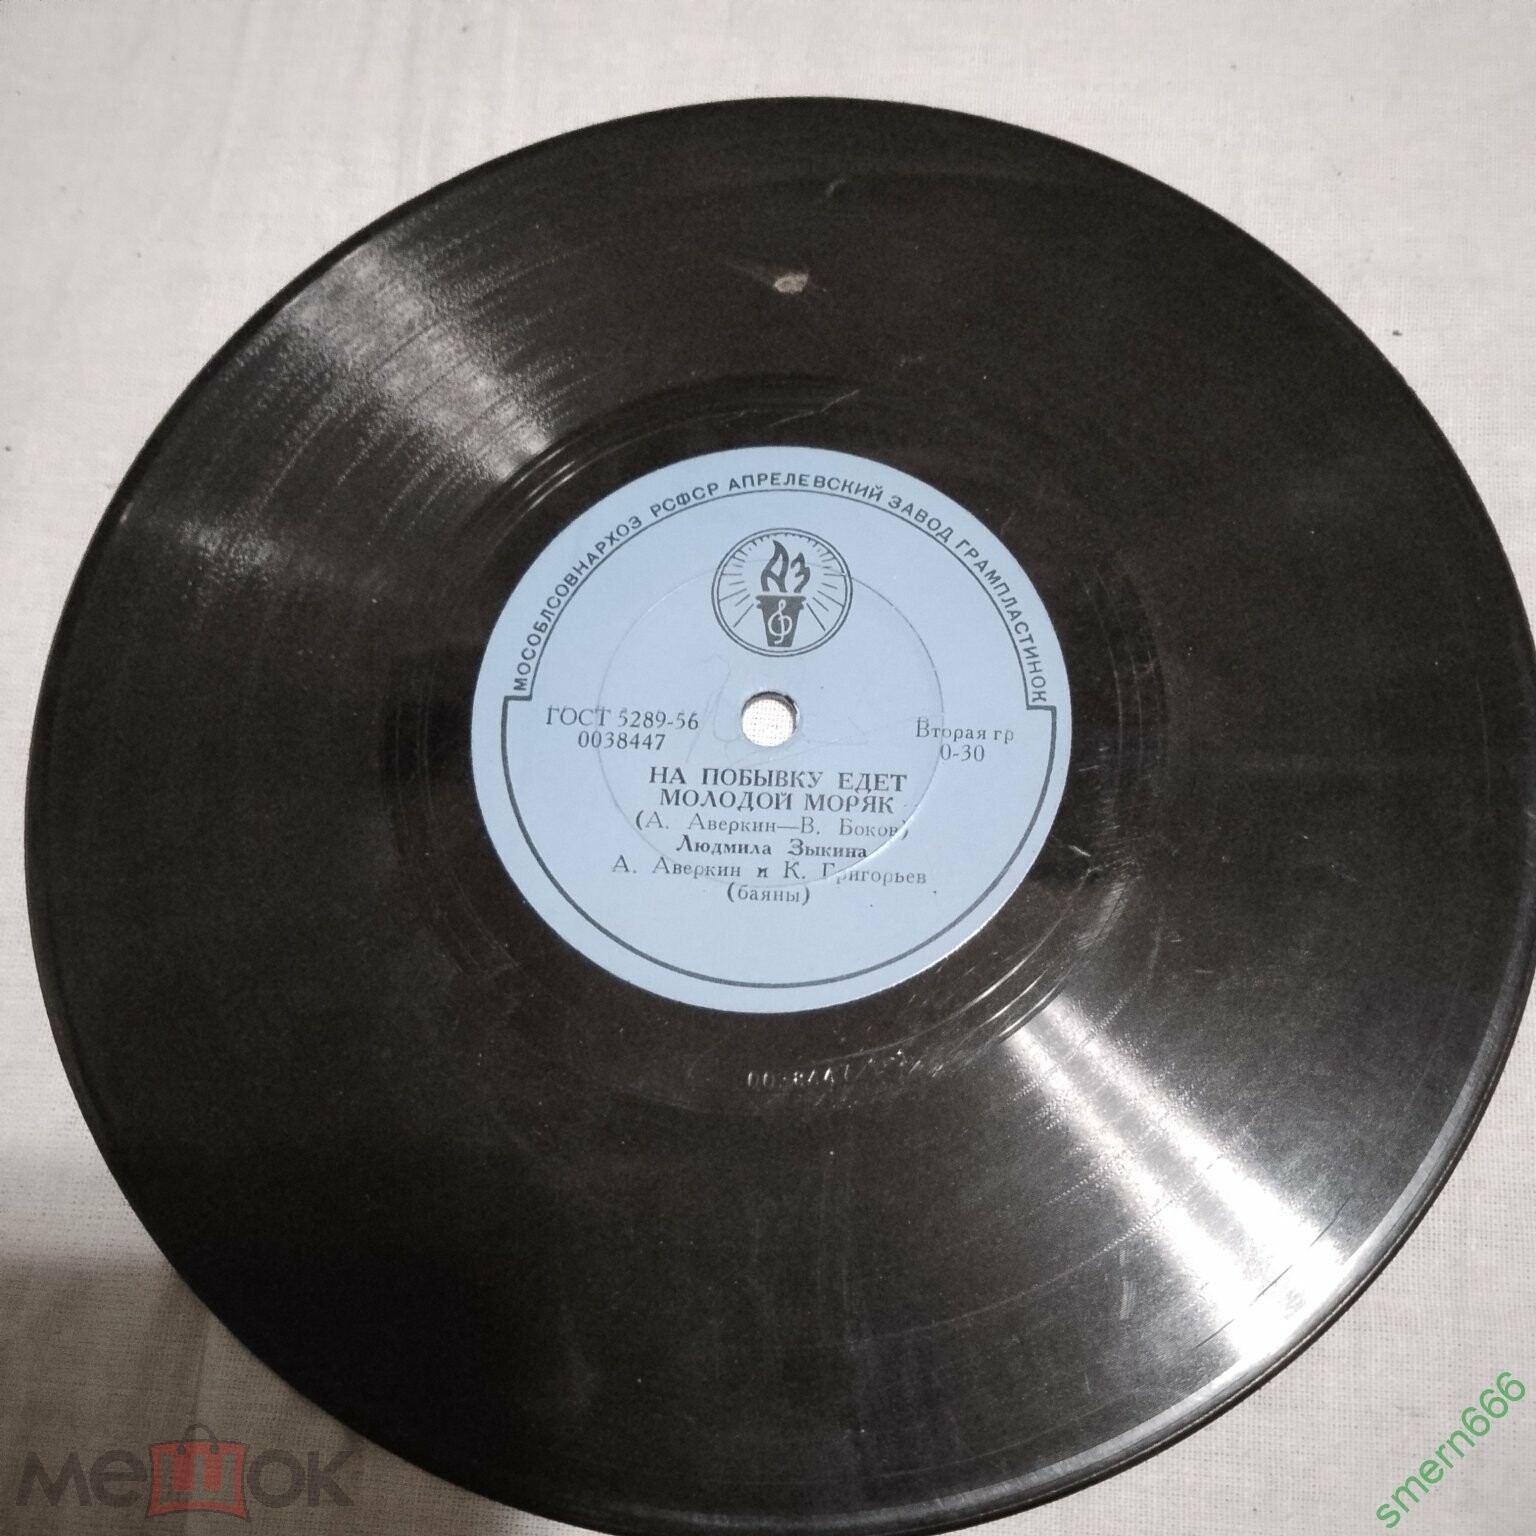 МОСОБЛСОВНАРХОЗ РСФСР АПРЕЛЕВСКИЙ ЗАВОД ГРАМПЛАСТИНОК
АЗ
ГОСТ 5289-56
0038447
Вторая гр
0-30
НА ПОБЫВКУ ЕДЕТ
МОЛОДОЙ МОРЯК
(А. Аверкин—В. Боков)
Людмила Зыкина
А. Аверкин и К. Григорьев
(баяны)
мешок
smern666